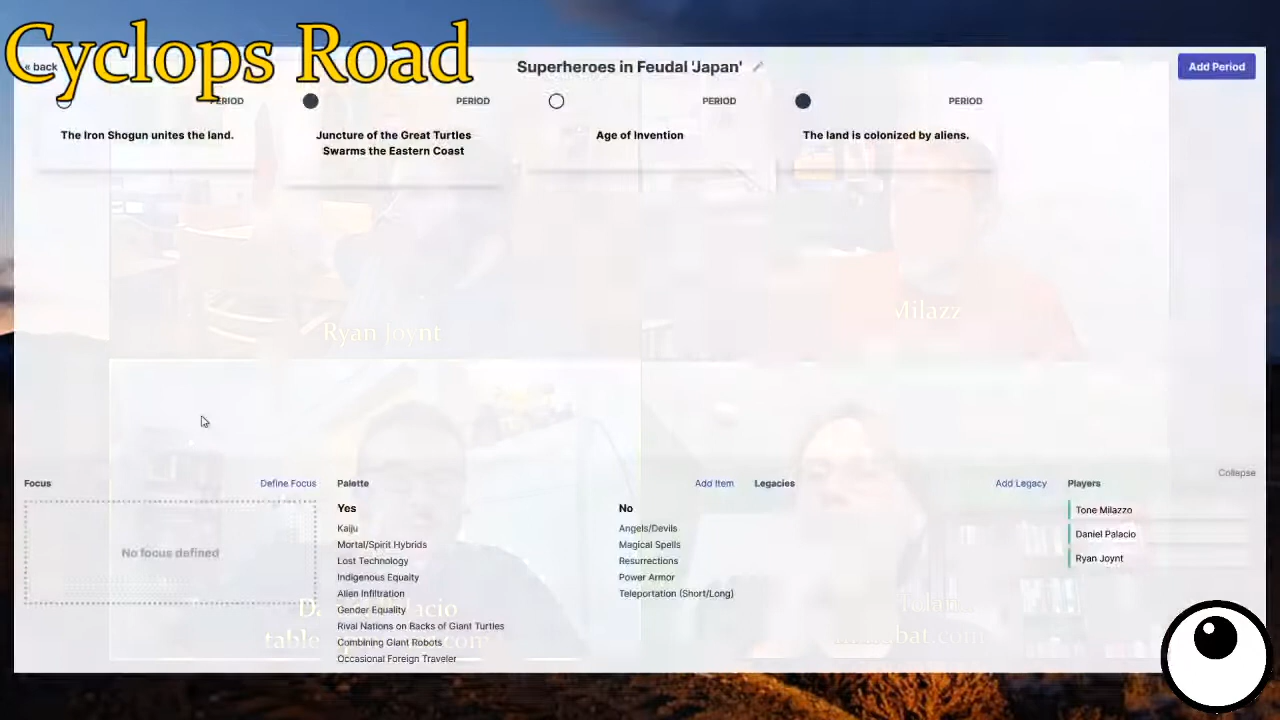 Cyclops Road
« back
Superheroes in Feudal 'Japan'
Add Period
PERIOD
The Iron Shogun unites the land.
PERIOD
Juncture of the Great Turtles
Swarms the Eastern Coast
PERIOD
Age of Invention
PERIOD
The land is colonized by aliens.
Ryan Joynt
Milazz
Collapse
Focus
Define Focus
No focus defined
Palette
Add Item
Yes
Kaiju
Mortal/Spirit Hybrids
Lost Technology
Indigenous Equaity
Alien Infiltration
Gender Equality
Rival Nations on Backs of Giant Turtles
Combining Giant Robots
Occasional Foreign Traveler
No
Angels/Devils
Magical Spells
Resurrections
Power Armor
Teleportation (Short/Long)
Legacies
Add Legacy
Players
Tone Milazzo
Daniel Palacio
Ryan Joynt